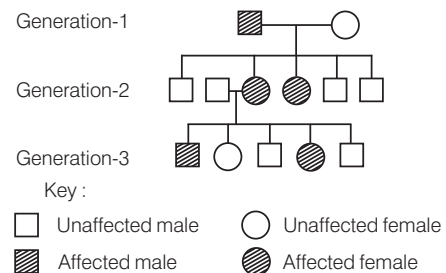 Generation-1
Generation-2
Generation-3
Key :
Unaffected male Unaffected female
Affected male Affected female